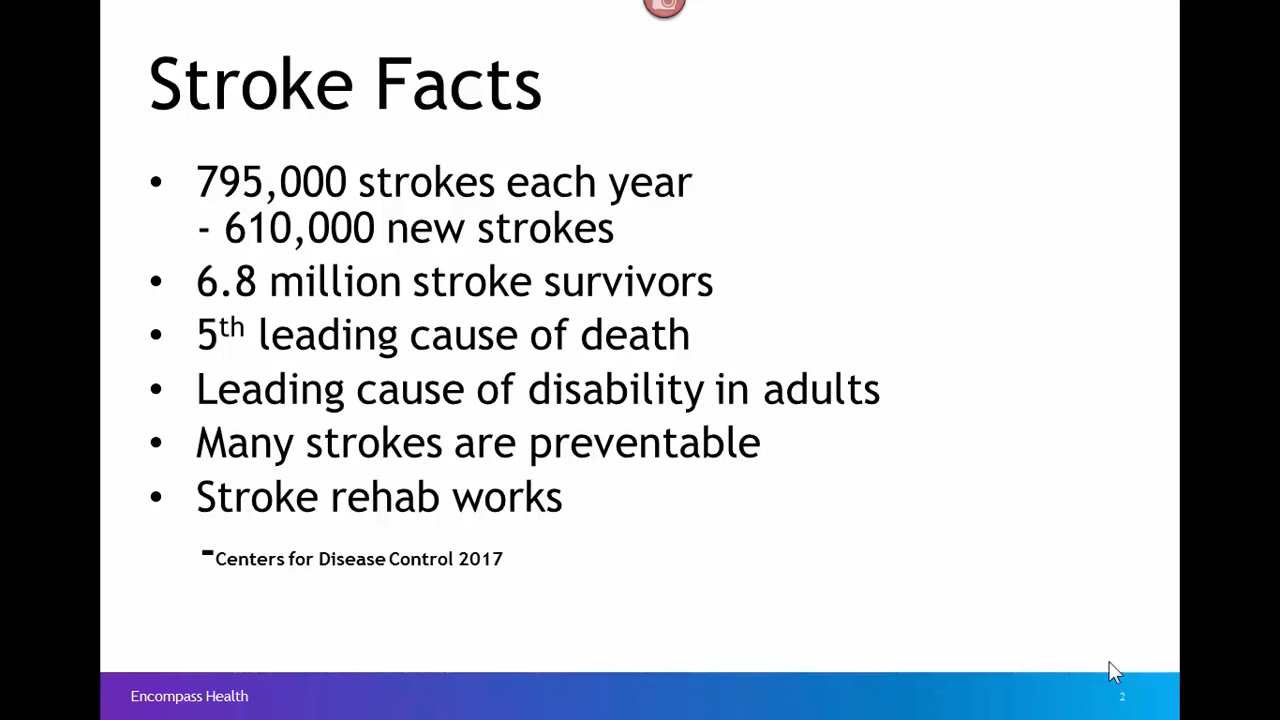 Stroke Facts
• 795,000 strokes each year
- 610,000 new strokes
• 6.8 million stroke survivors
• 5th leading cause of death
• Leading cause of disability in adults
• Many strokes are preventable
• Stroke rehab works
-Centers for Disease Control 2017
Encompass Health
2